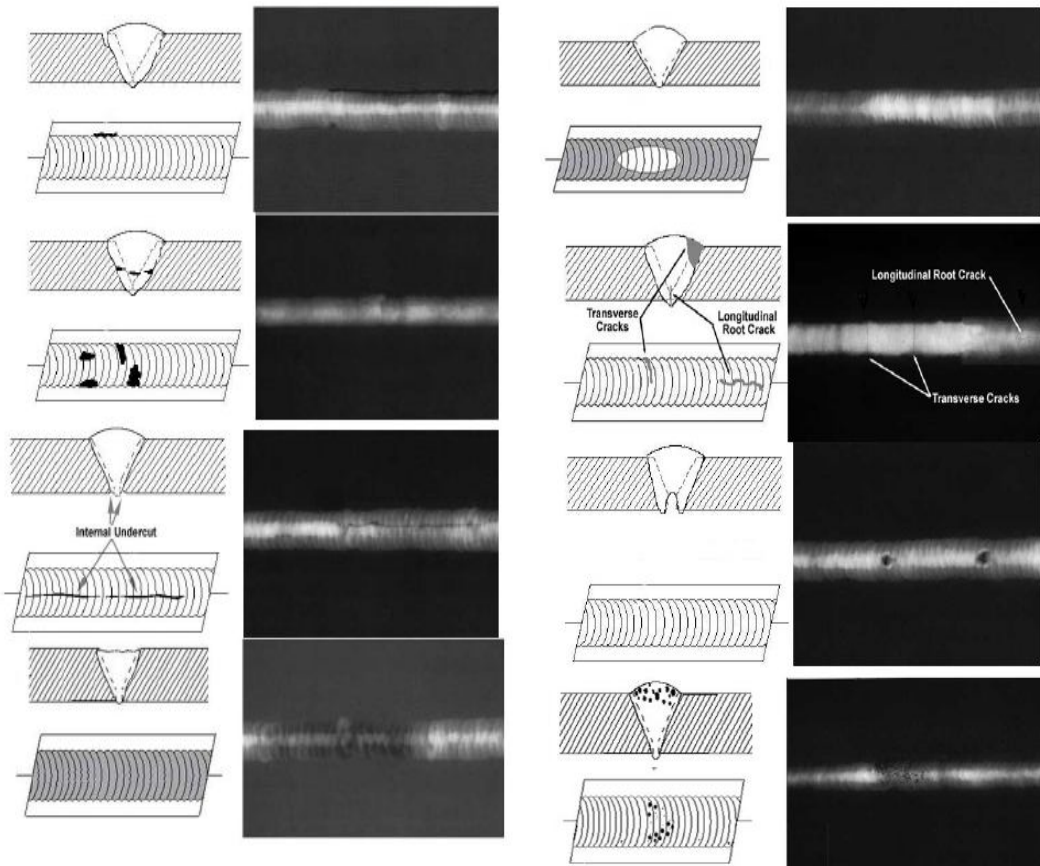 Internal Undercut
Transverse
Cracks
Longitudinal
Root Crack
Longitudinal Root Crack
Transverse Cracks